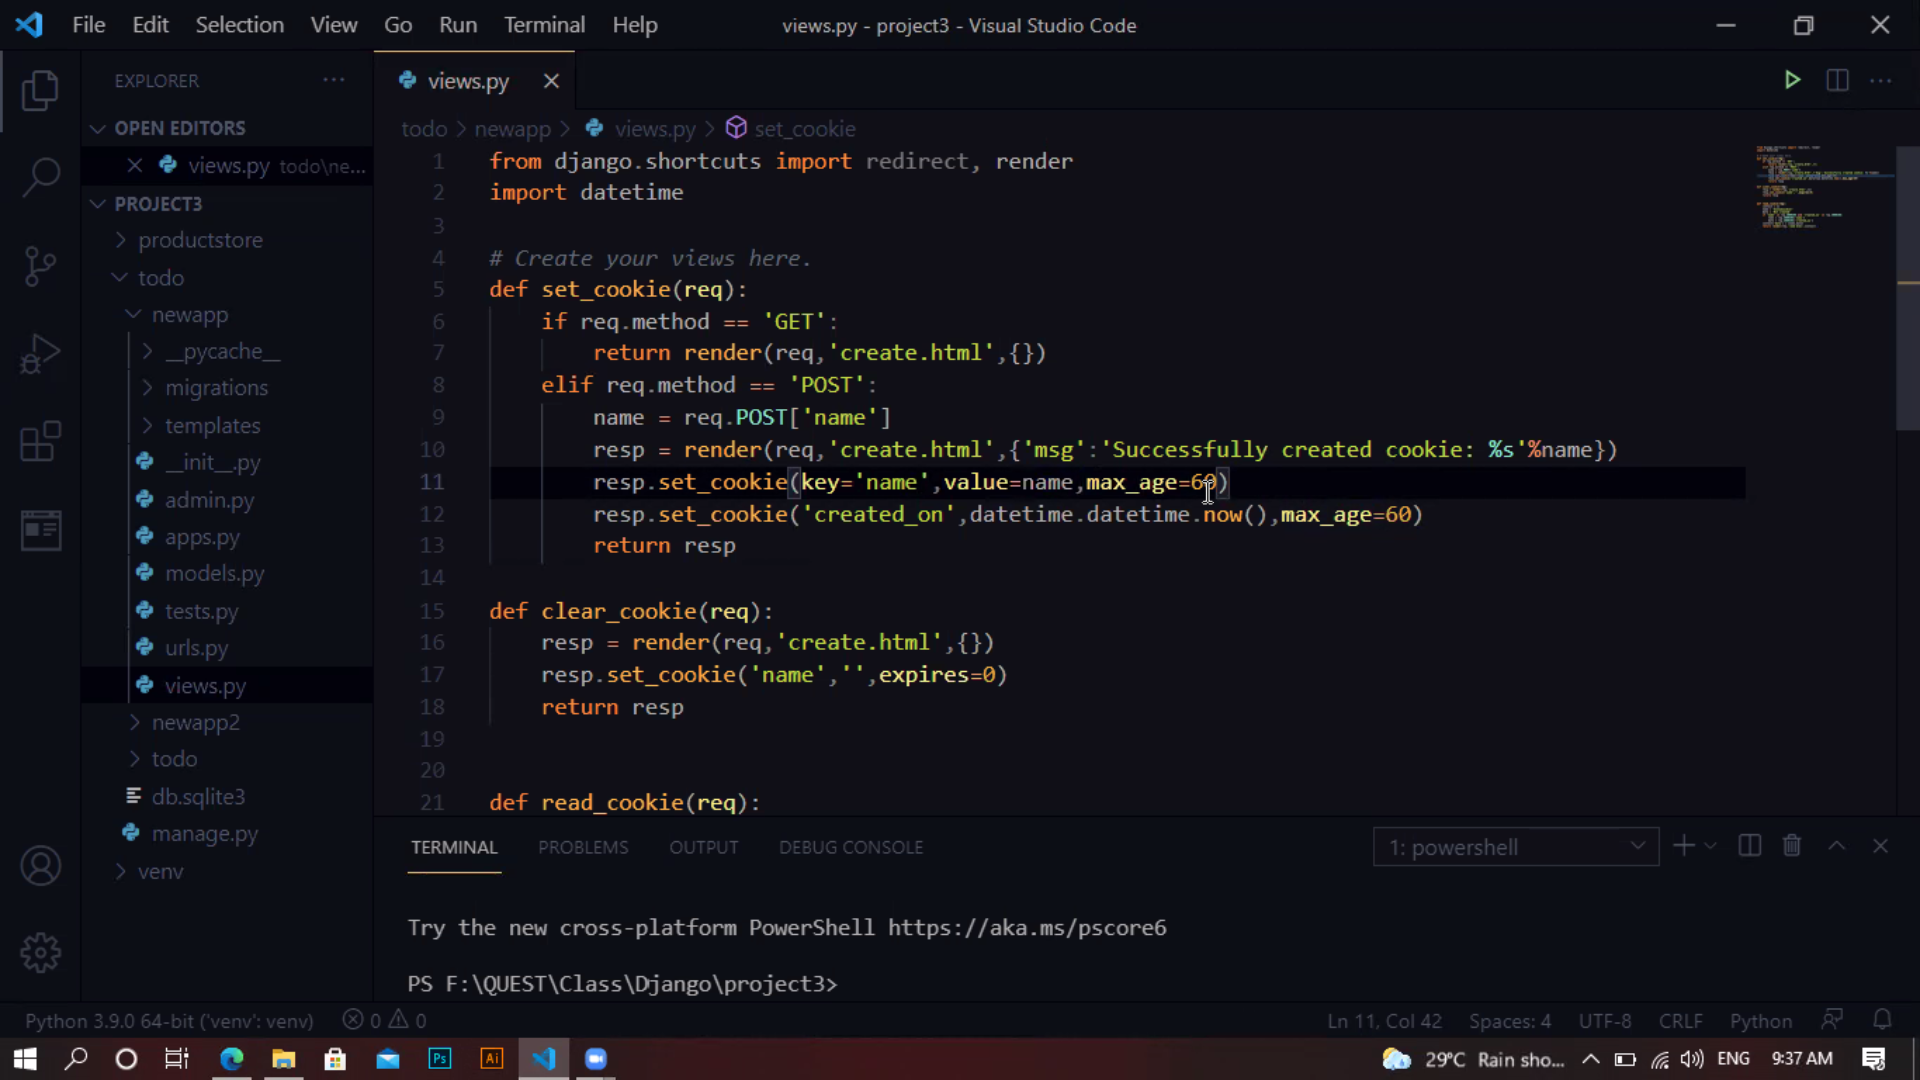 File Edit Selection View Go Run Terminal Help
views.py - project3 - Visual Studio Code
EXPLORER
OPEN EDITORS
views.py todo\ne...
PROJECT3
productstore
todo
newapp
__pycache__
migrations
templates
__init__.py
admin.py
apps.py
models.py
tests.py
urls.py
views.py
newapp2
todo
db.sqlite3
manage.py
venv
views.py
todo > newapp > views.py > set_cookie
1 from django.shortcuts import redirect, render
2 import datetime
3
4 # Create your views here.
5 def set_cookie(req):
6 if req.method == 'GET':
7 return render(req,'create.html',{})
8 elif req.method == 'POST':
9 name = req.POST['name']
10 resp = render(req,'create.html',{'msg':'Successfully created cookie: %s'%name})
11 resp.set_cookie(key='name',value=name,max_age=60)
12 resp.set_cookie('created_on',datetime.datetime.now(),max_age=60)
13 return resp
14
15 def clear_cookie(req):
16 resp = render(req,'create.html',{})
17 resp.set_cookie('name','',expires=0)
18 return resp
19
20
21 def read_cookie(req):
TERMINAL PROBLEMS OUTPUT DEBUG CONSOLE
1: powershell
Try the new cross-platform PowerShell https://aka.ms/pscore6
PS F:\QUEST\Class\Django\project3>
Python 3.9.0 64-bit ('venv': venv) 0 0
Ln 11, Col 42 Spaces: 4 UTF-8 CRLF Python
Ps Ai
29°C Rain sho... ENG 9:37 AM